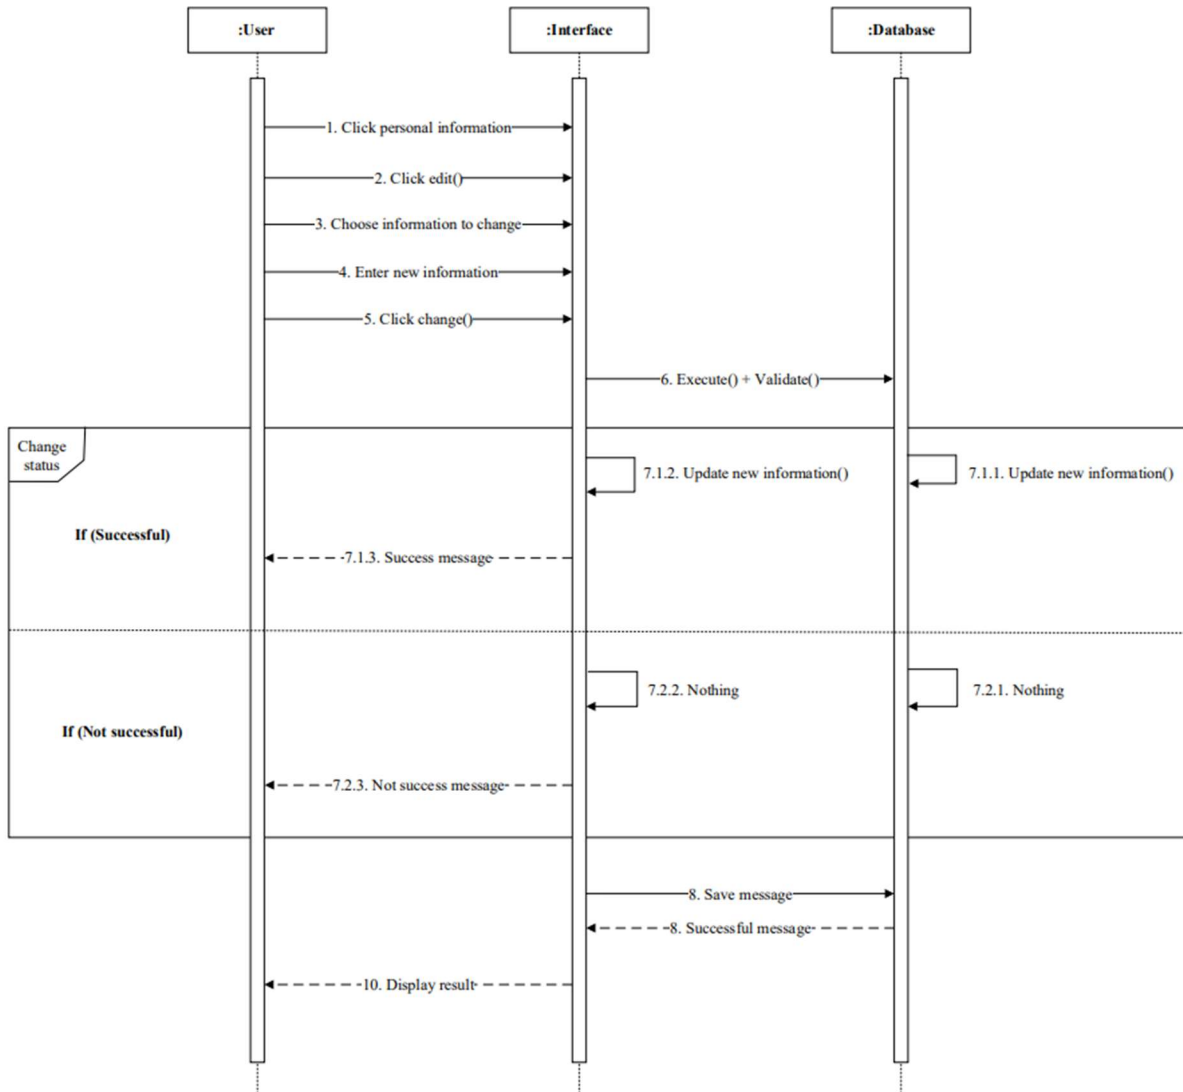 :User
:Interface
:Database
1. Click personal information
2. Click edit()
3. Choose information to change
4. Enter new information
5. Click change()
6. Execute() + Validate()
Change
status
7.1.2. Update new information()
7.1.1. Update new information()
If (Successful)
7.1.3. Success message
7.2.2. Nothing
7.2.1. Nothing
If (Not successful)
7.2.3. Not success message
8. Save message
8. Successful message
10. Display result